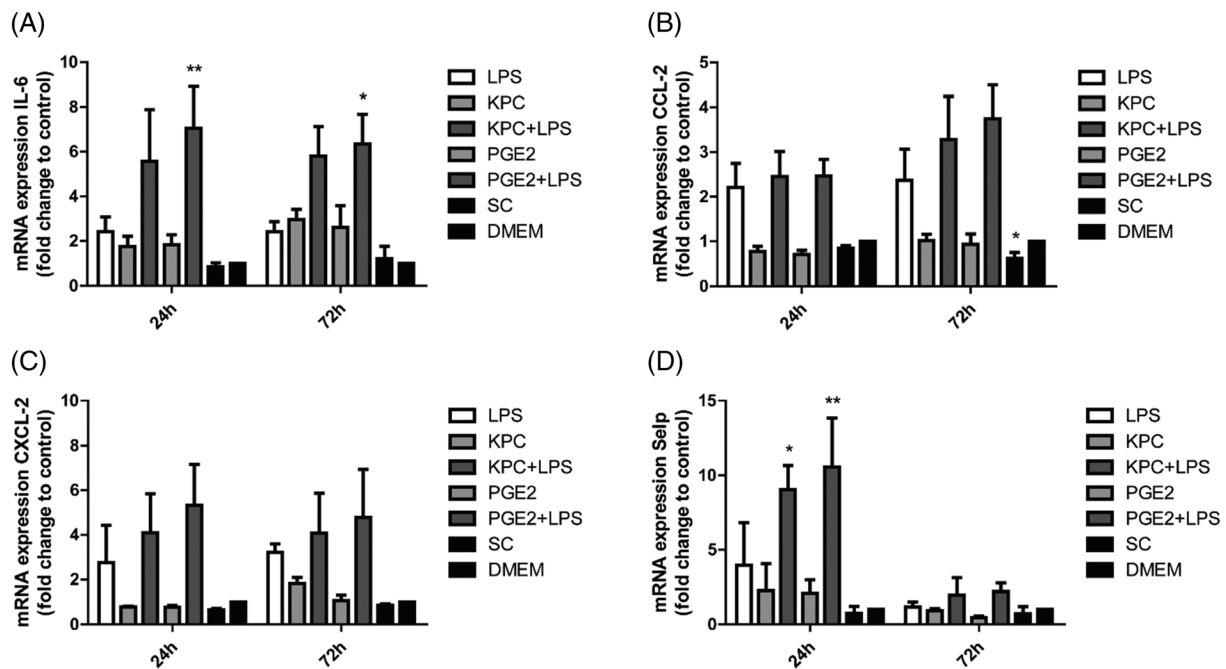 (A)
mRNA expression IL-6
(fold change to control)
10
8
6
4
2
0
**
*
24h
72h
LPS
KPC
KPC+LPS
PGE2
PGE2+LPS
SC
DMEM
(B)
mRNA expression CCL-2
(fold change to control)
5
4
3
2
1
0
*
24h
72h
LPS
KPC
KPC+LPS
PGE2
PGE2+LPS
SC
DMEM
(C)
mRNA expression CXCL-2
(fold change to control)
10
8
6
4
2
0
24h
72h
LPS
KPC
KPC+LPS
PGE2
PGE2+LPS
SC
DMEM
(D)
mRNA expression Selp
(fold change to control)
15
10
5
0
*
**
24h
72h
LPS
KPC
KPC+LPS
PGE2
PGE2+LPS
SC
DMEM